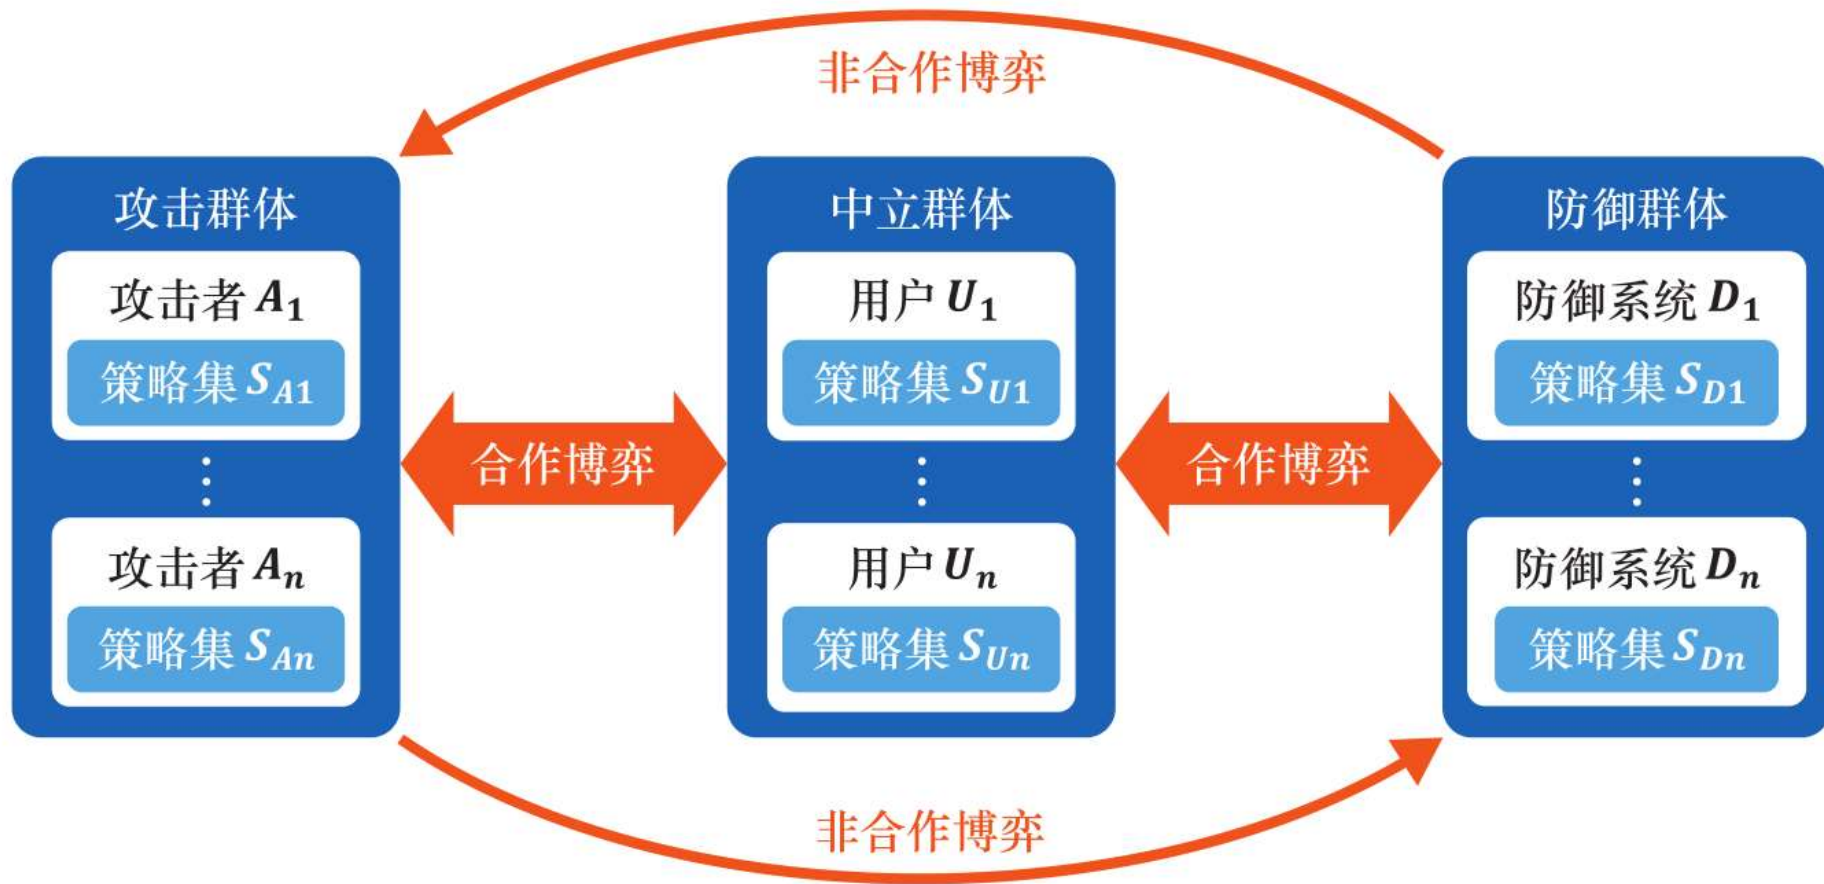 非合作博弈
攻击群体
攻击者 A1
策略集 SA1
⋮
攻击者 An
策略集 SAn
合作博弈
中立群体
用户 U1
策略集 SU1
⋮
用户 Un
策略集 SUn
合作博弈
防御群体
防御系统 D1
策略集 SD1
⋮
防御系统 Dn
策略集 SDn
非合作博弈